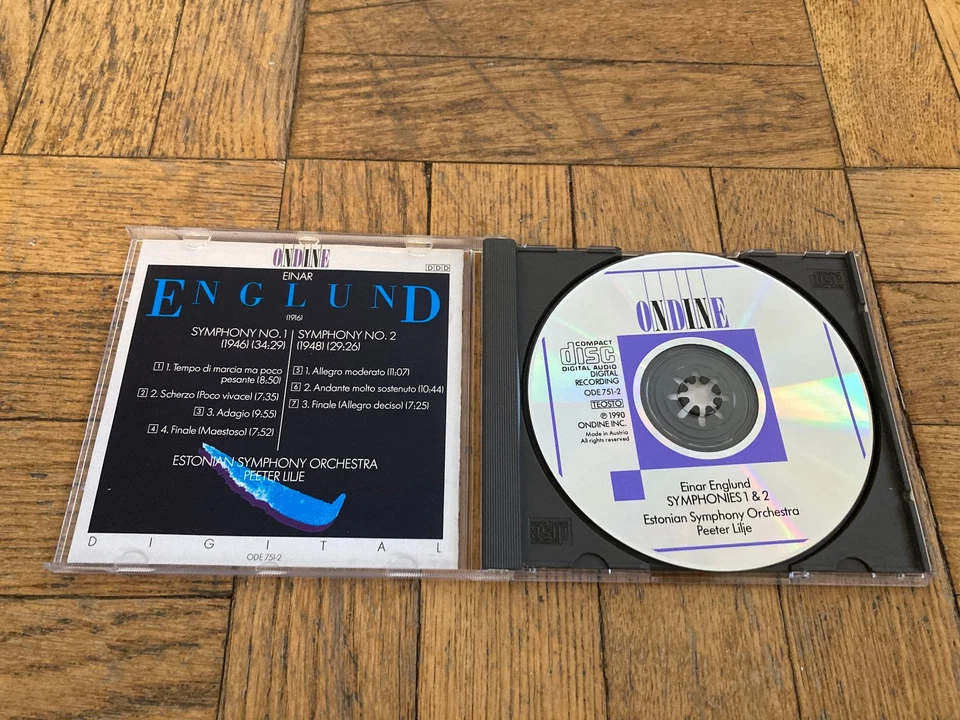 ONDINE
DDD
EINAR
ENGLUND
(1916)
SYMPHONY NO. 1
(1946) (34:29)
1 1. Tempo di marcia ma poco
pesante (8:50)
2 2. Scherzo (Poco vivace) (7:35)
3 3. Adagio (9:55)
4 4. Finale (Maestoso) (7:52)
SYMPHONY NO. 2
(1948) (29:26)
5 1. Allegro moderato (11:07)
6 2. Andante molto sostenuto (10:44)
7 3. Finale (Allegro deciso) (7:25)
ESTONIAN SYMPHONY ORCHESTRA
PEETER LILJE
DIGITAL
ODE 751-2
ONDINE
COMPACT
disc
DIGITAL AUDIO
DIGITAL
RECORDING
ODE 751-2
TEOSTO
℗ 1990
ONDINE INC.
Made in Austria
All rights reserved
Einar Englund
SYMPHONIES 1 & 2
Estonian Symphony Orchestra
Peeter Lilje